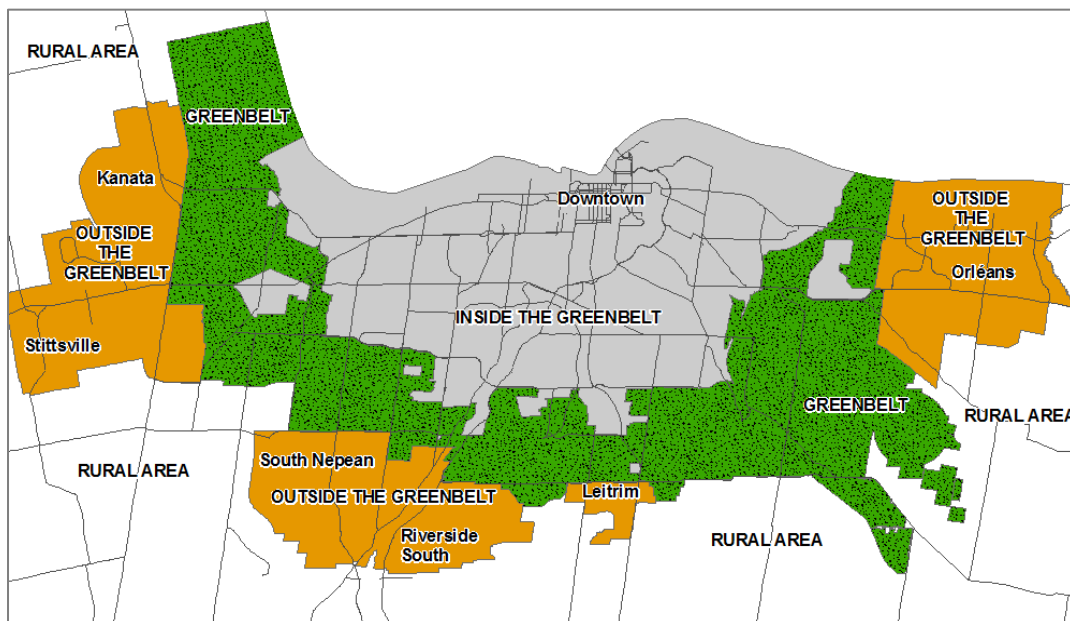 RURAL AREA
GREENBELT
Kanata
Downtown
OUTSIDE
THE
GREENBELT
OUTSIDE
THE
GREENBELT
Orléans
INSIDE THE GREENBELT
Stittsville
GREENBELT
RURAL AREA
South Nepean
RURAL AREA
OUTSIDE THE GREENBELT
Leitrim
Riverside
South
RURAL AREA